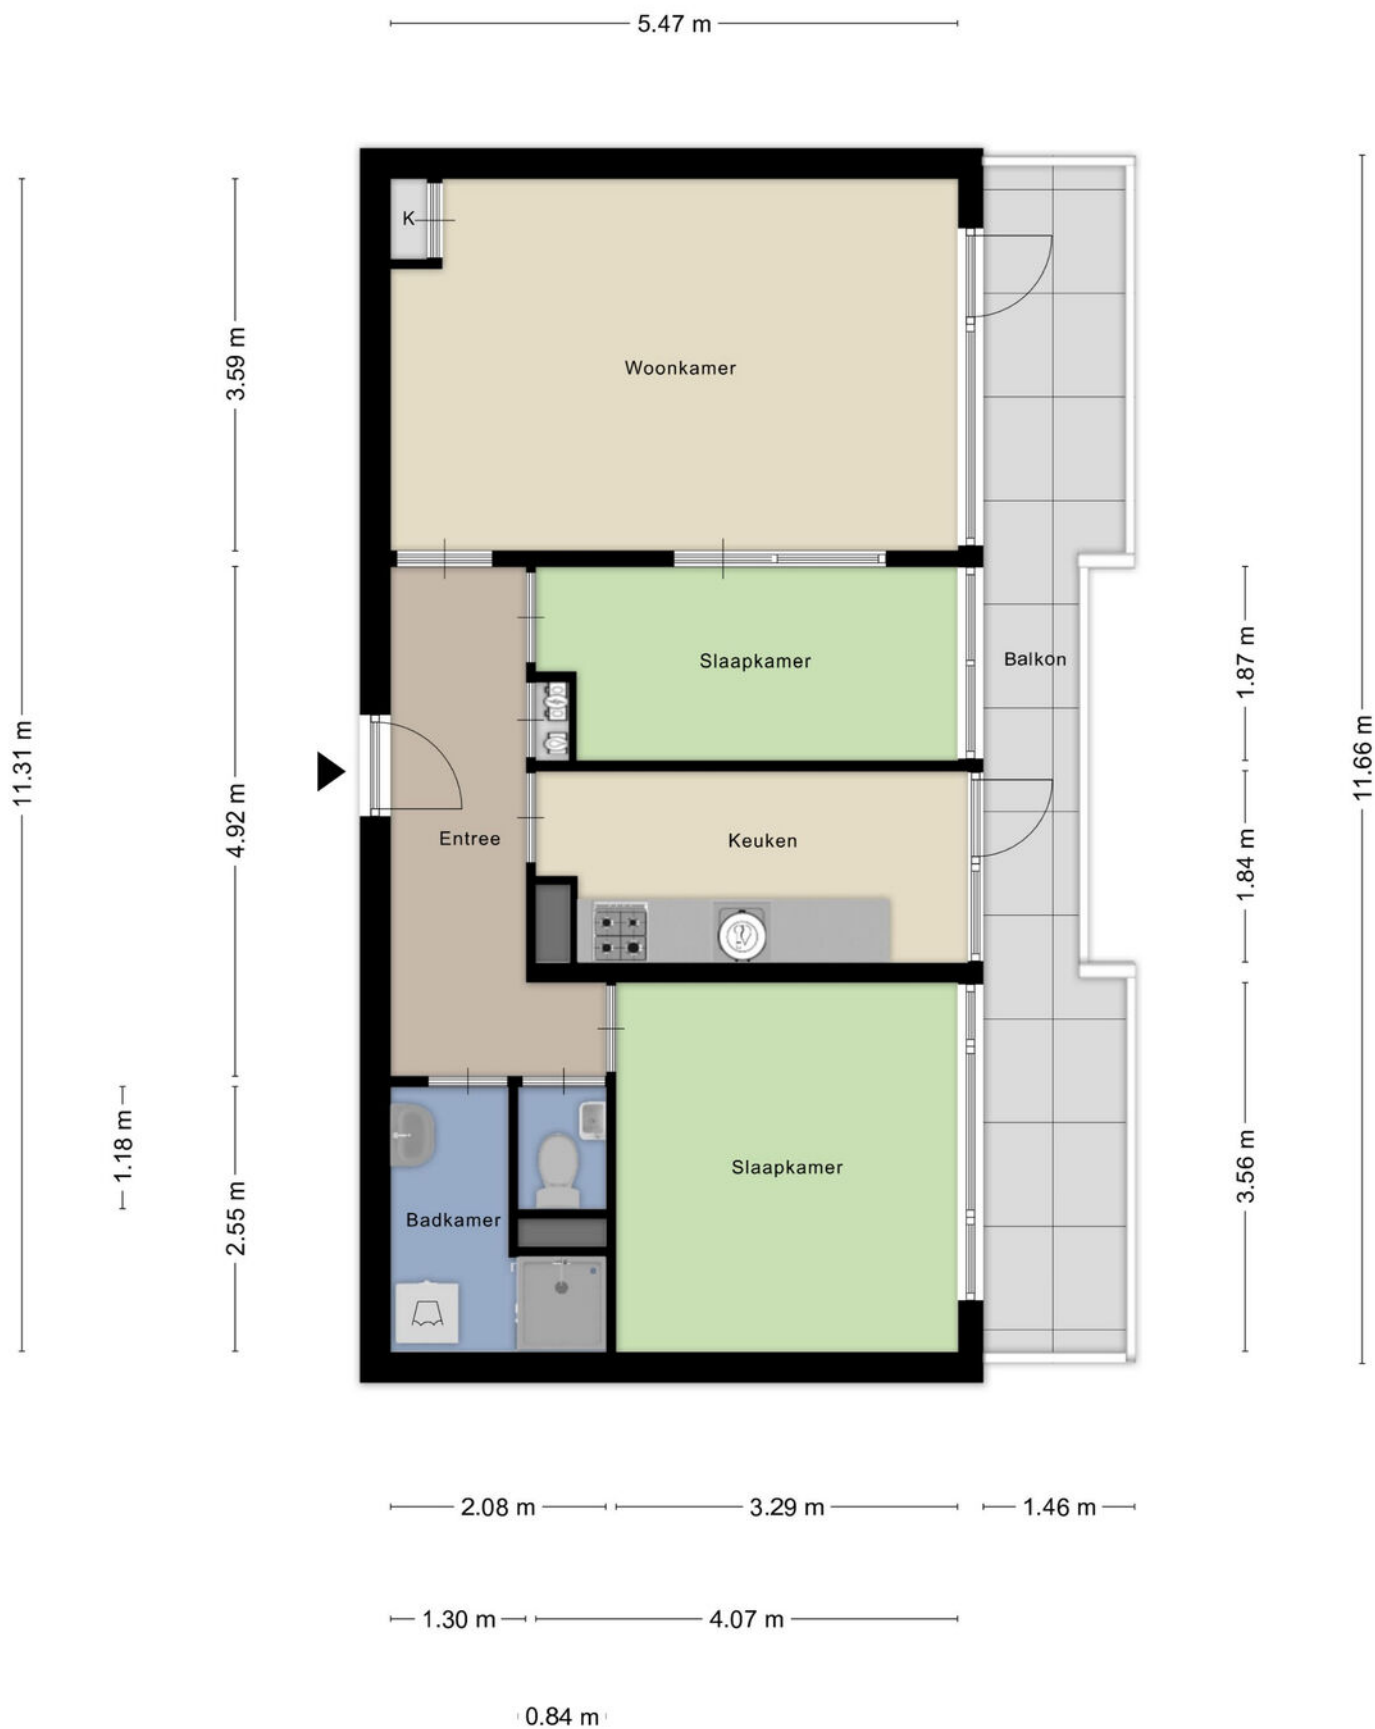 5.47 m
K
3.59 m
Woonkamer
Slaapkamer
Balkon
1.87 m
11.31 m
11.66 m
4.92 m
Entree
Keuken
1.84 m
1.18 m
2.55 m
Badkamer
Slaapkamer
3.56 m
2.08 m
3.29 m
1.46 m
1.30 m
4.07 m
0.84 m